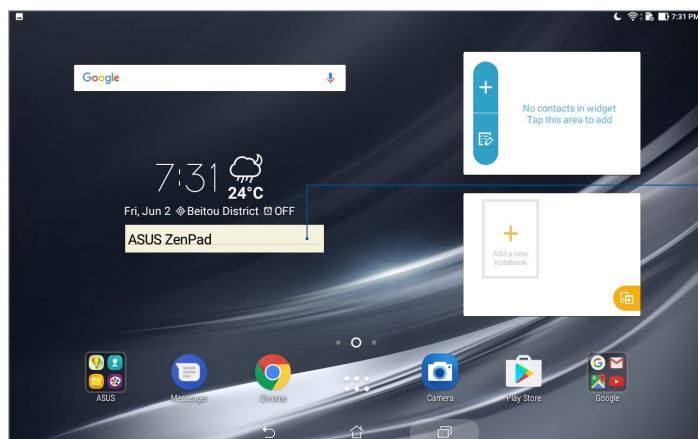 7:31 PM
Google
No contacts in widget
Tap this area to add
7:31
24°C
Fri, Jun 2 Beitou District OFF
ASUS ZenPad
Add a new
notebook
ASUS
Messenger
Chrome
Camera
Play Store
Google